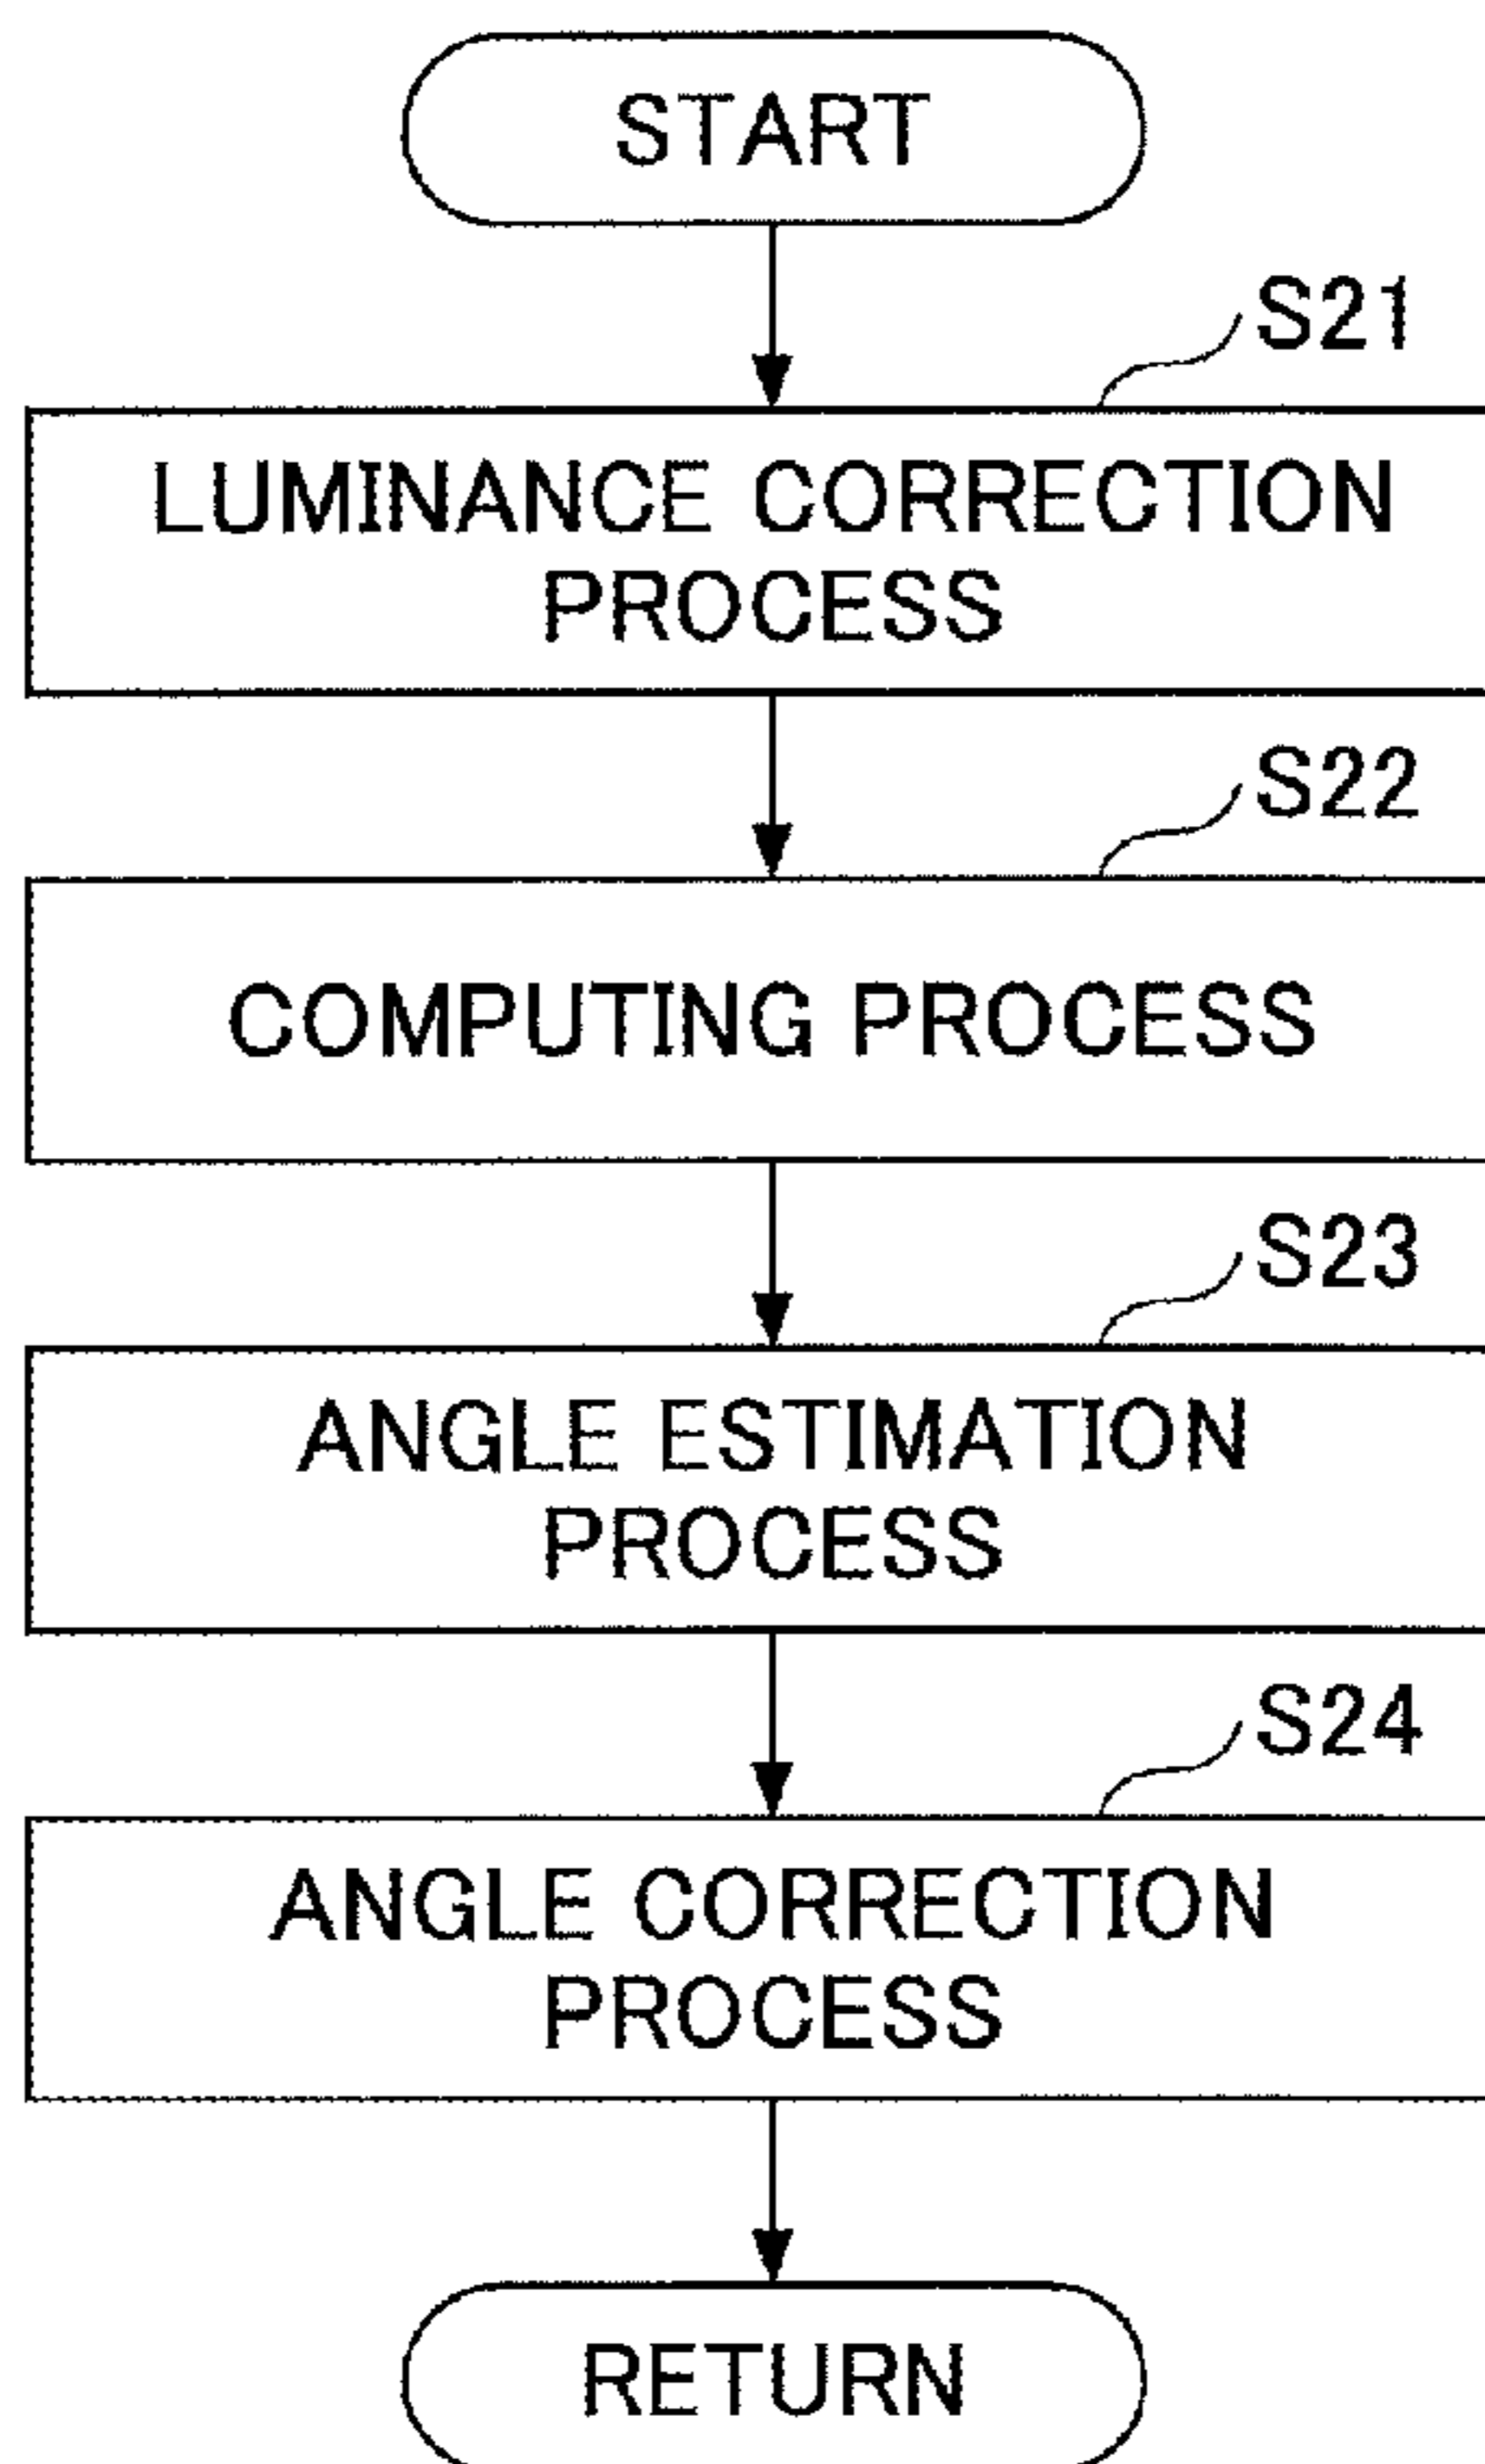 START
S21
LUMINANCE CORRECTION
PROCESS
S22
COMPUTING PROCESS
S23
ANGLE ESTIMATION
PROCESS
S24
ANGLE CORRECTION
PROCESS
RETURN